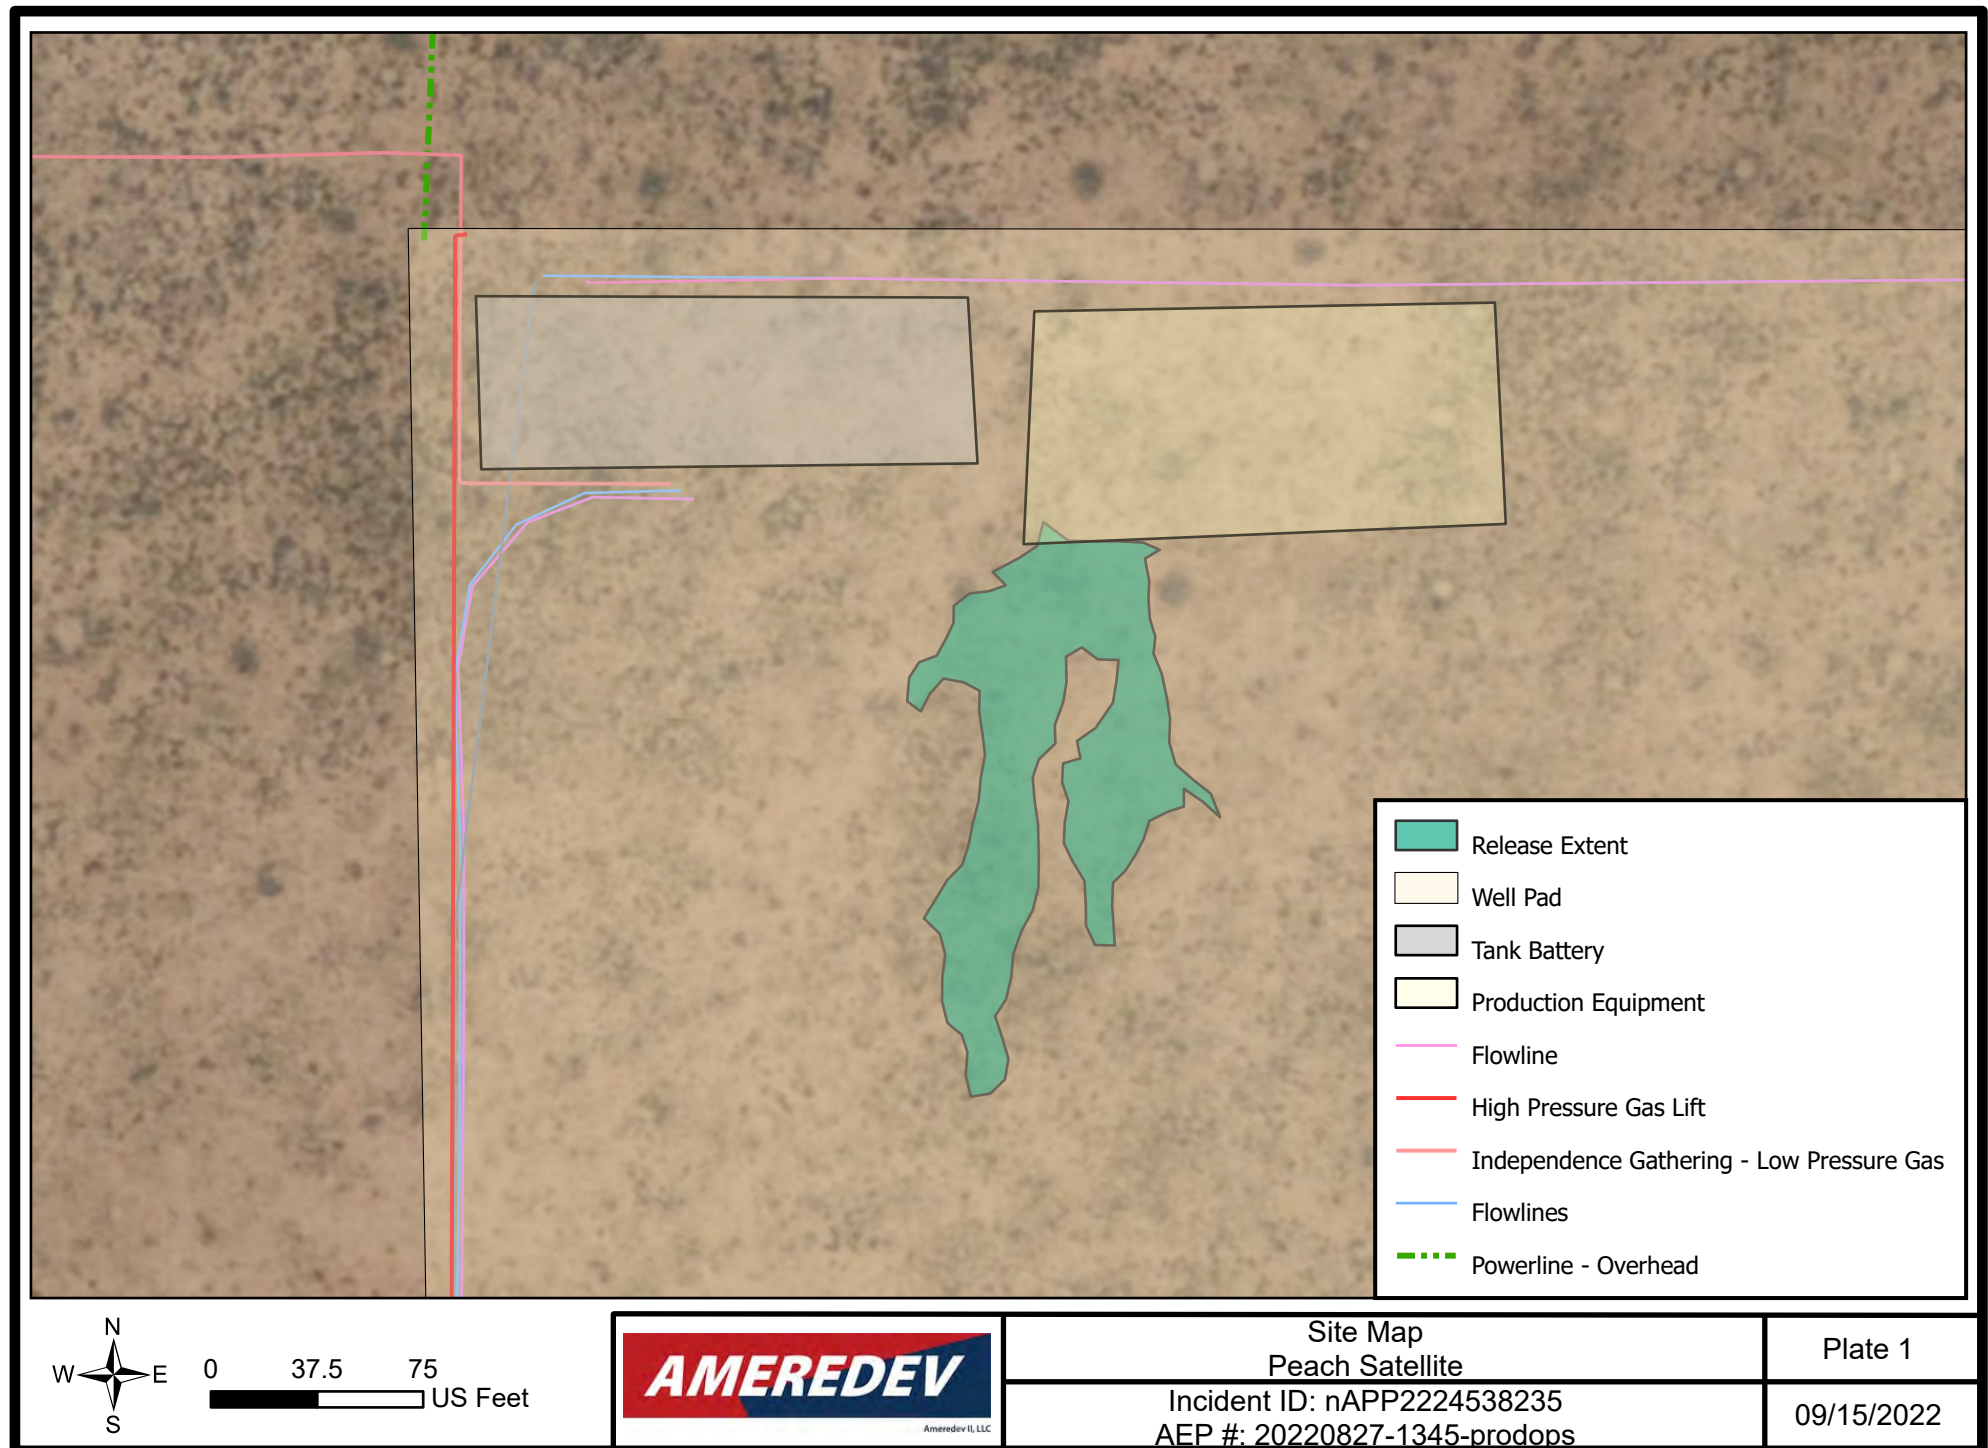 Release Extent
Well Pad
Tank Battery
Production Equipment
Flowline
High Pressure Gas Lift
Independence Gathering - Low Pressure Gas
Flowlines
Powerline - Overhead
N
W E
S
0 37.5 75
US Feet
AMEREDEV
Ameredev II, LLC
Site Map
Peach Satellite
Incident ID: nAPP2224538235
AEP #: 20220827-1345-prodops
Plate 1
09/15/2022